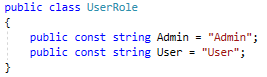 public class UserRole
{
    public const string Admin = "Admin";
    public const string User = "User";
}